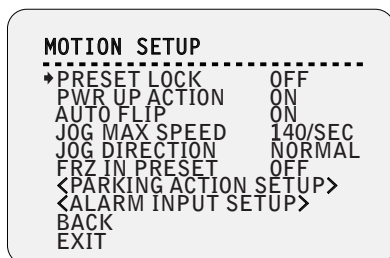 MOTION SETUP
PRESET LOCK OFF
PWR UP ACTION ON
AUTO FLIP ON
JOG MAX SPEED 140/SEC
JOG DIRECTION NORMAL
FRZ IN PRESET OFF
<PARKING ACTION SETUP>
<ALARM INPUT SETUP>
BACK
EXIT